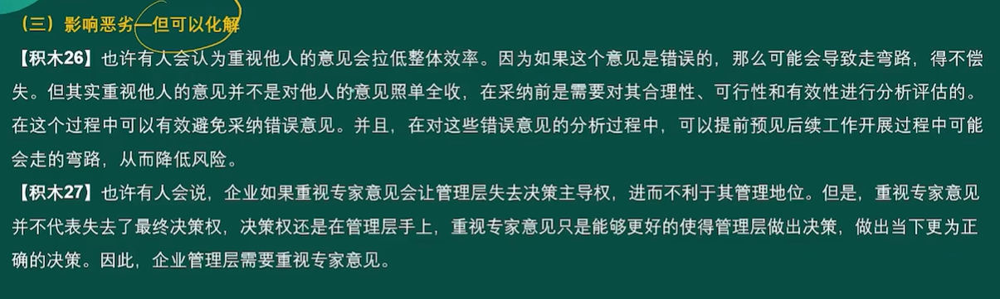 （三）影响恶劣—但可以化解
【积木26】也许有人会认为重视他人的意见会拉低整体效率。因为如果这个意见是错误的，那么可能会导致走弯路，得不偿
失。但其实重视他人的意见并不是对他人的意见照单全收，在采纳前是需要对其合理性、可行性和有效性进行分析评估的。
在这个过程中可以有效避免采纳错误意见。并且，在对这些错误意见的分析过程中，可以提前预见后续工作开展过程中可能
会走的弯路，从而降低风险。
【积木27】也许有人会说，企业如果重视专家意见会让管理层失去决策主导权，进而不利于其管理地位。但是，重视专家意见
并不代表失去了最终决策权，决策权还是在管理层手上，重视专家意见只是能够更好的使得管理层做出决策，做出当下更为正
确的决策。因此，企业管理层需要重视专家意见。